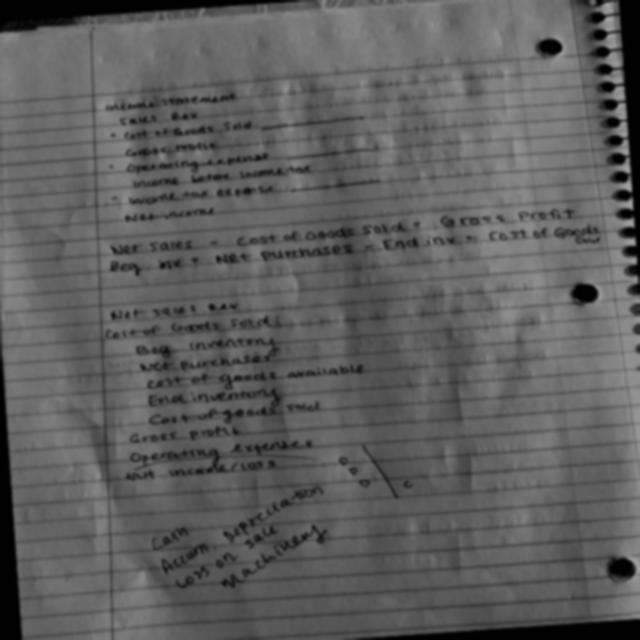 Income Statement
Sales Rev
- Cost of Goods Sold
Gross Profit
- Operating Expense
Income before income tax
- Income tax expense
Net income
Net Sales - Cost of Goods Sold = Gross Profit
Beg inv + Net Purchases - End inv = Cost of Goods Sold
Net Sales Rev
Cost of Goods Sold
Beg inventory
Net Purchases
Cost of goods available
End inventory
Cost of goods sold
Gross profit
Operating expenses
Net income/loss
Cash
Accum Depreciation
Loss on Sale
Machinery